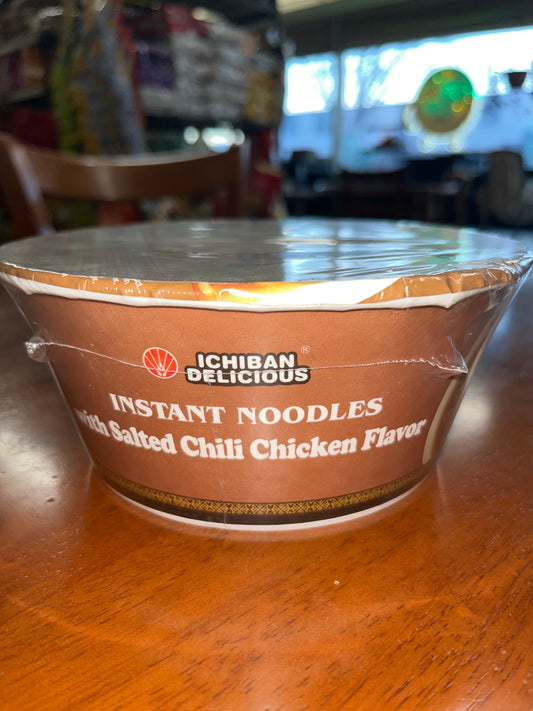 ICHIBAN ®
DELICIOUS
INSTANT NOODLES
with Salted Chili Chicken Flavor